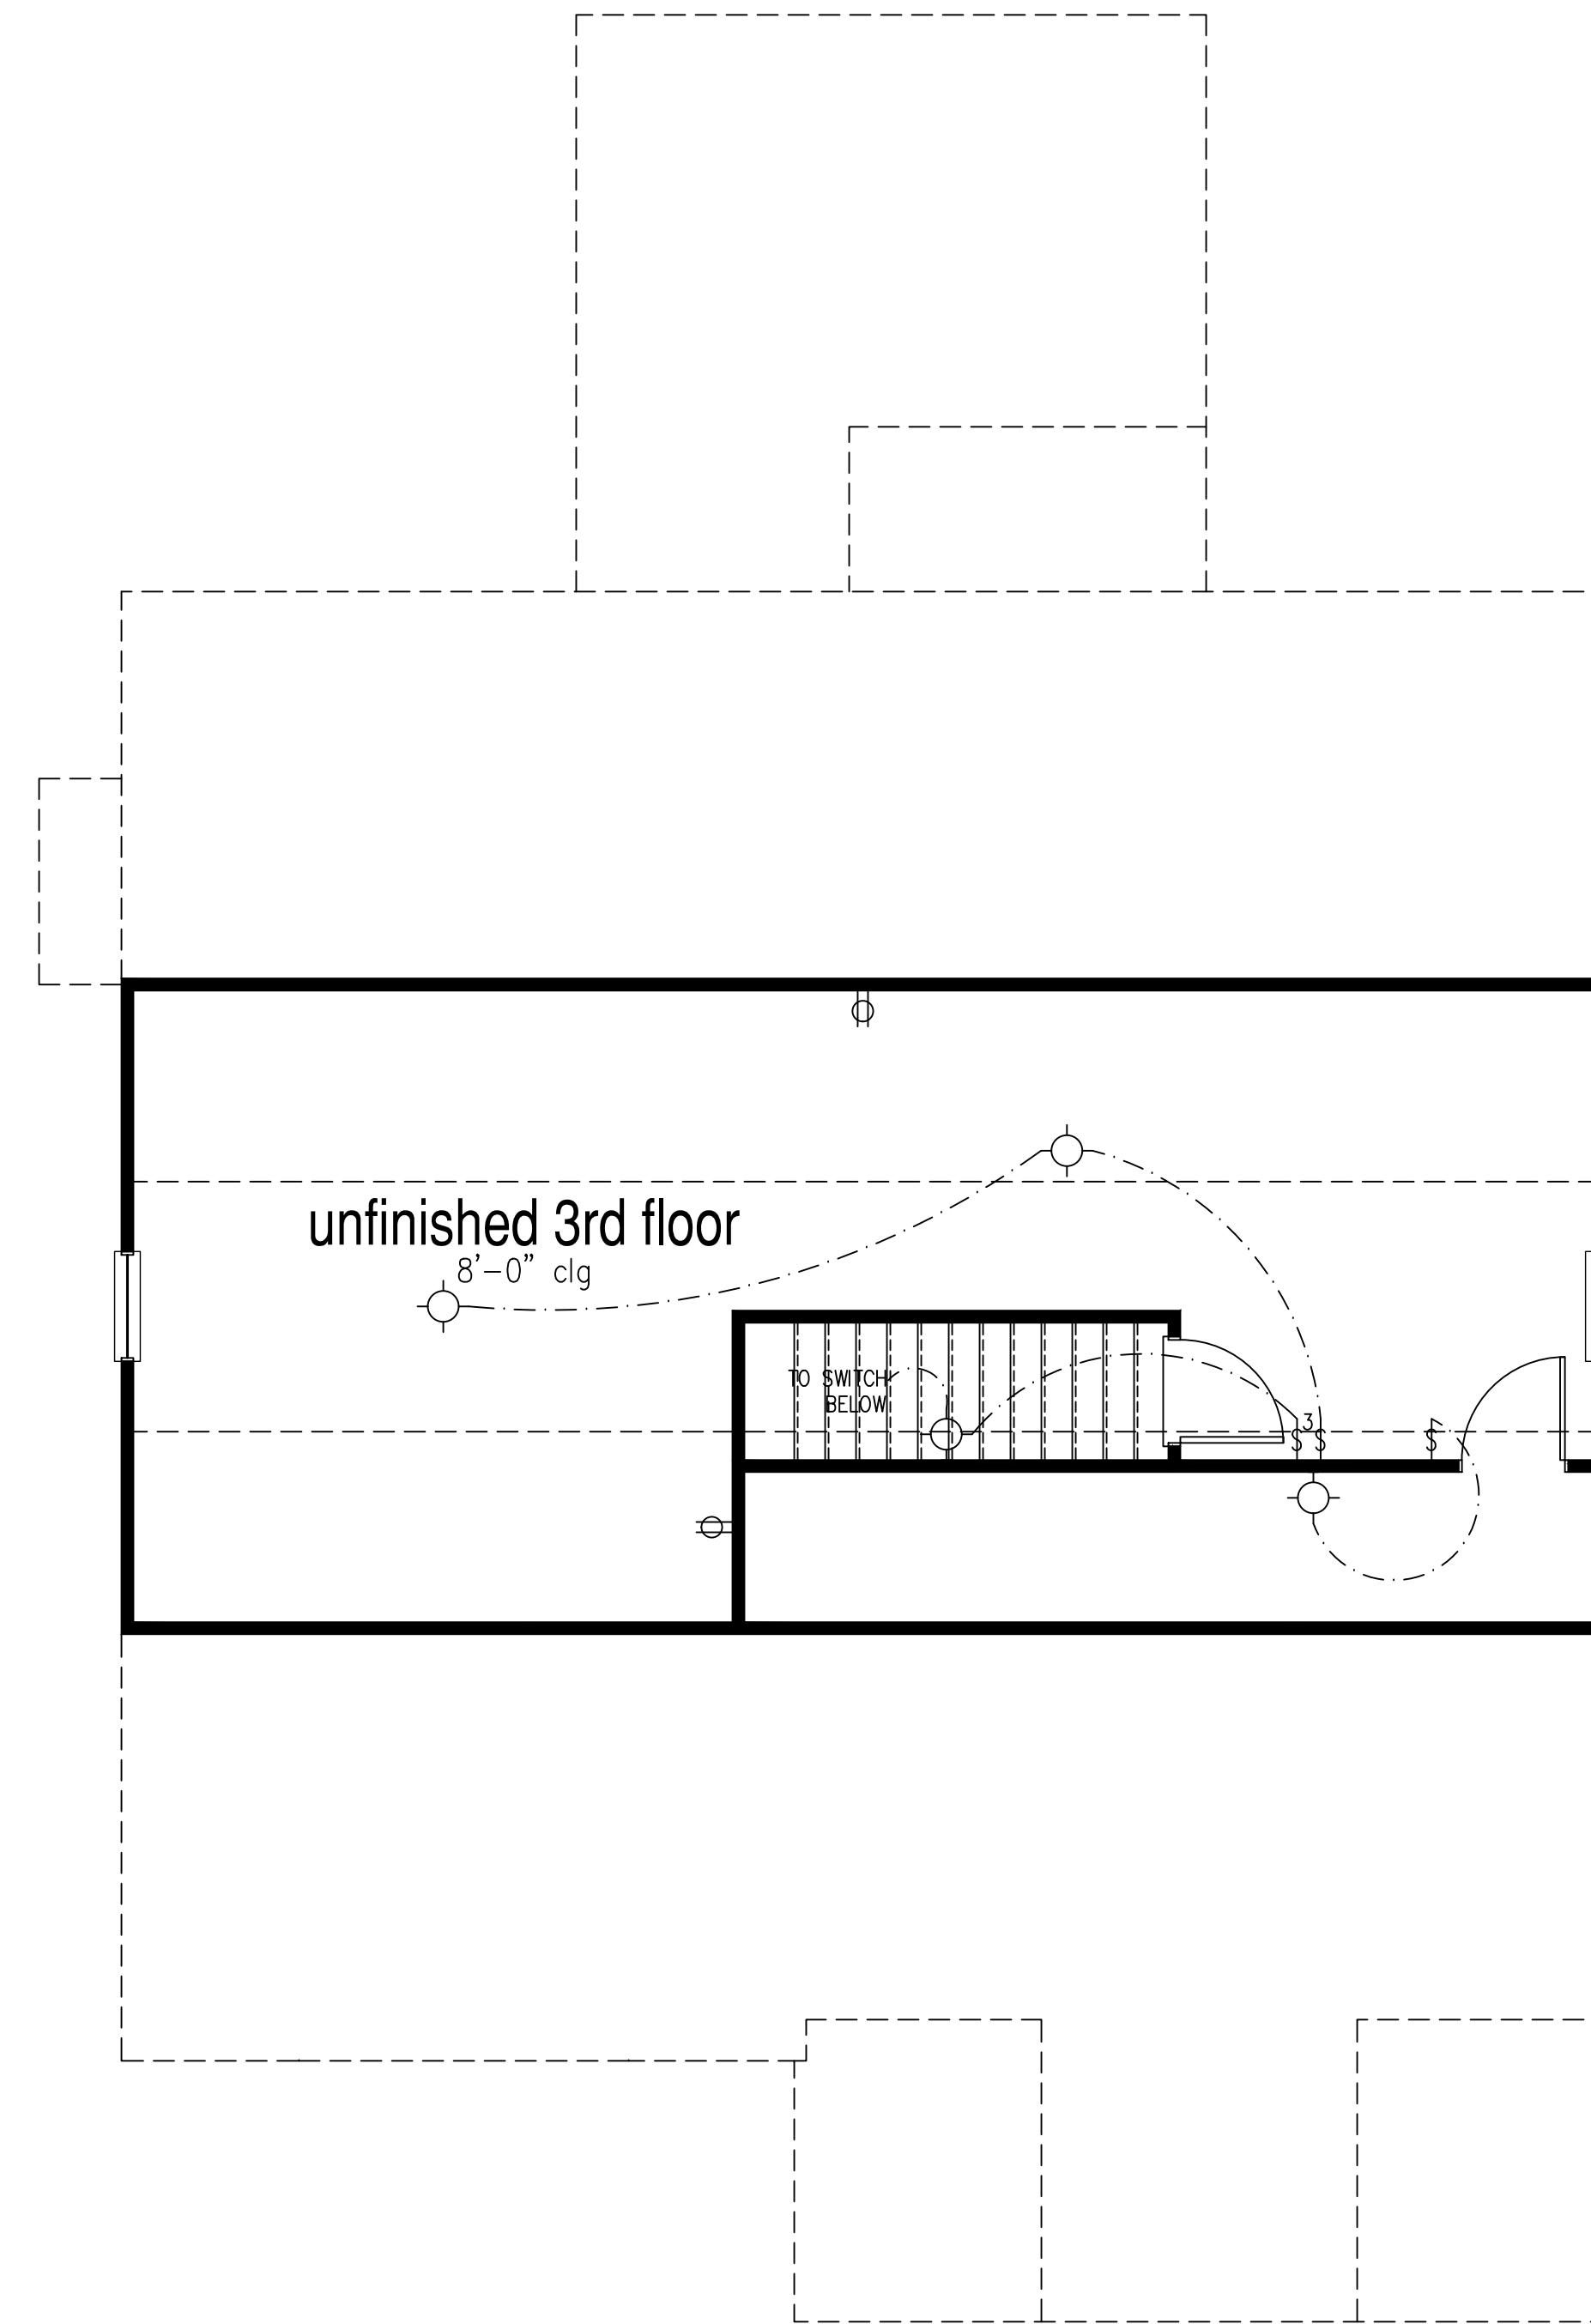 unfinished 3rd floor
8'-0" clg
TO SWITCH
BELOW
3
$ $ $